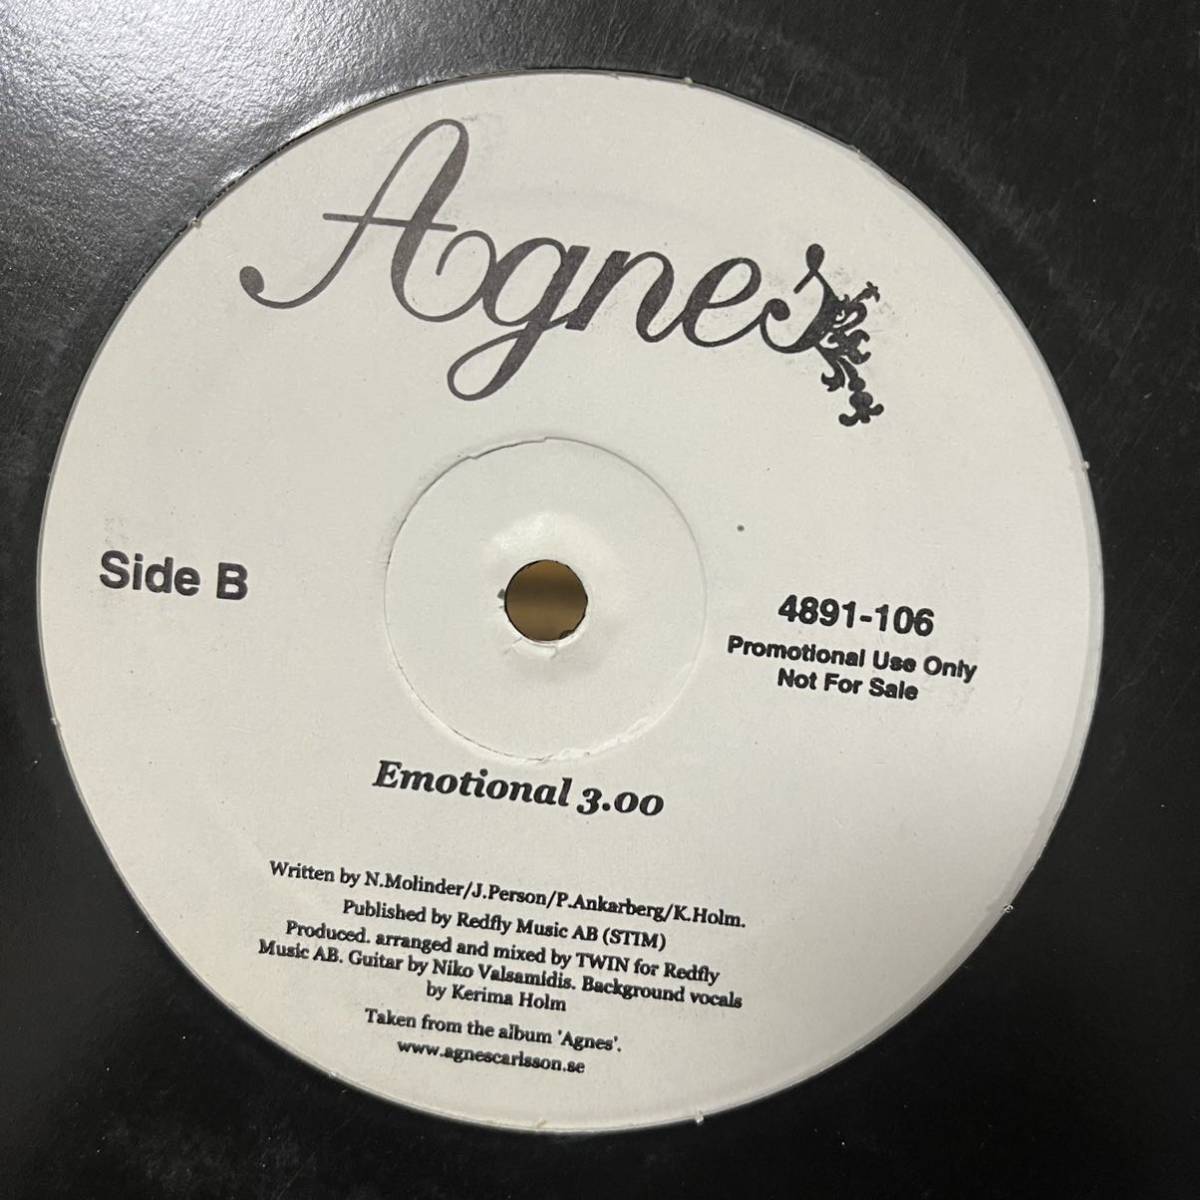 Agnes
Side B
4891-106
Promotional Use Only
Not For Sale
Emotional 3.00
Written by N.Molinder/J.Person/P.Ankarberg/K.Holm.
Published by Redfly Music AB (STIM)
Produced. arranged and mixed by TWIN for Redfly
Music AB. Guitar by Niko Valsamidis. Background vocals
by Kerima Holm
Taken from the album 'Agnes'.
www.agnescarlsson.se